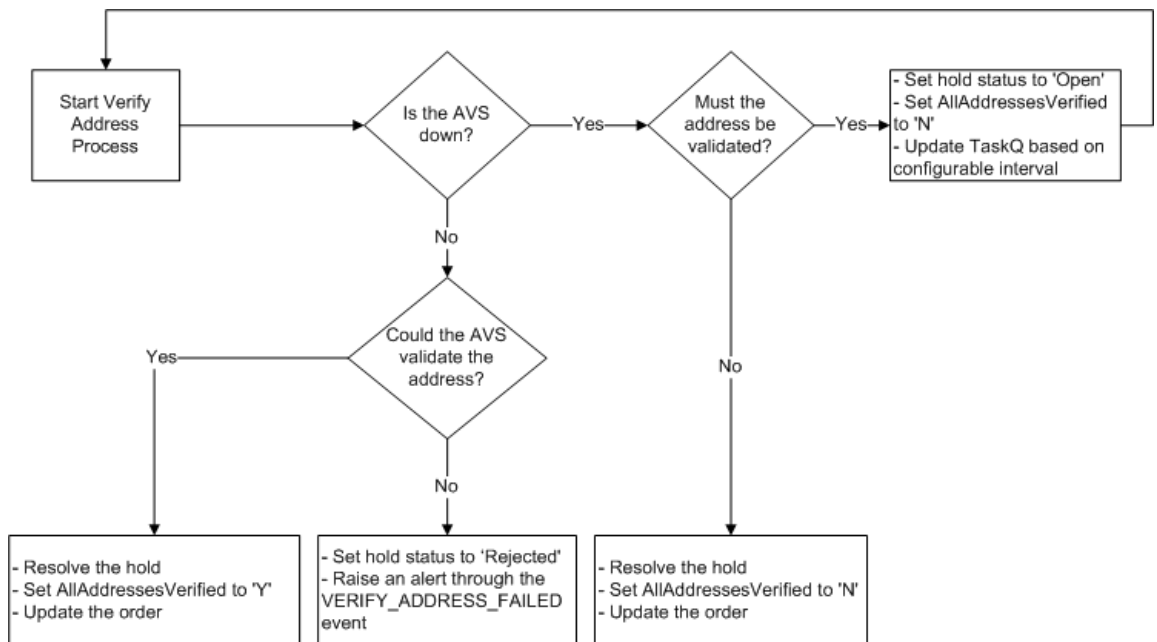 Start Verify
Address
Process
Is the AVS
down?
Yes
Must the
address be
validated?
Yes
- Set hold status to 'Open'
- Set AllAddressesVerified
to 'N'
- Update TaskQ based on
configurable interval
No
Could the AVS
validate the
address?
Yes
No
No
- Resolve the hold
- Set AllAddressesVerified to 'Y'
- Update the order
- Set hold status to 'Rejected'
- Raise an alert through the
VERIFY_ADDRESS_FAILED
event
- Resolve the hold
- Set AllAddressesVerified to 'N'
- Update the order